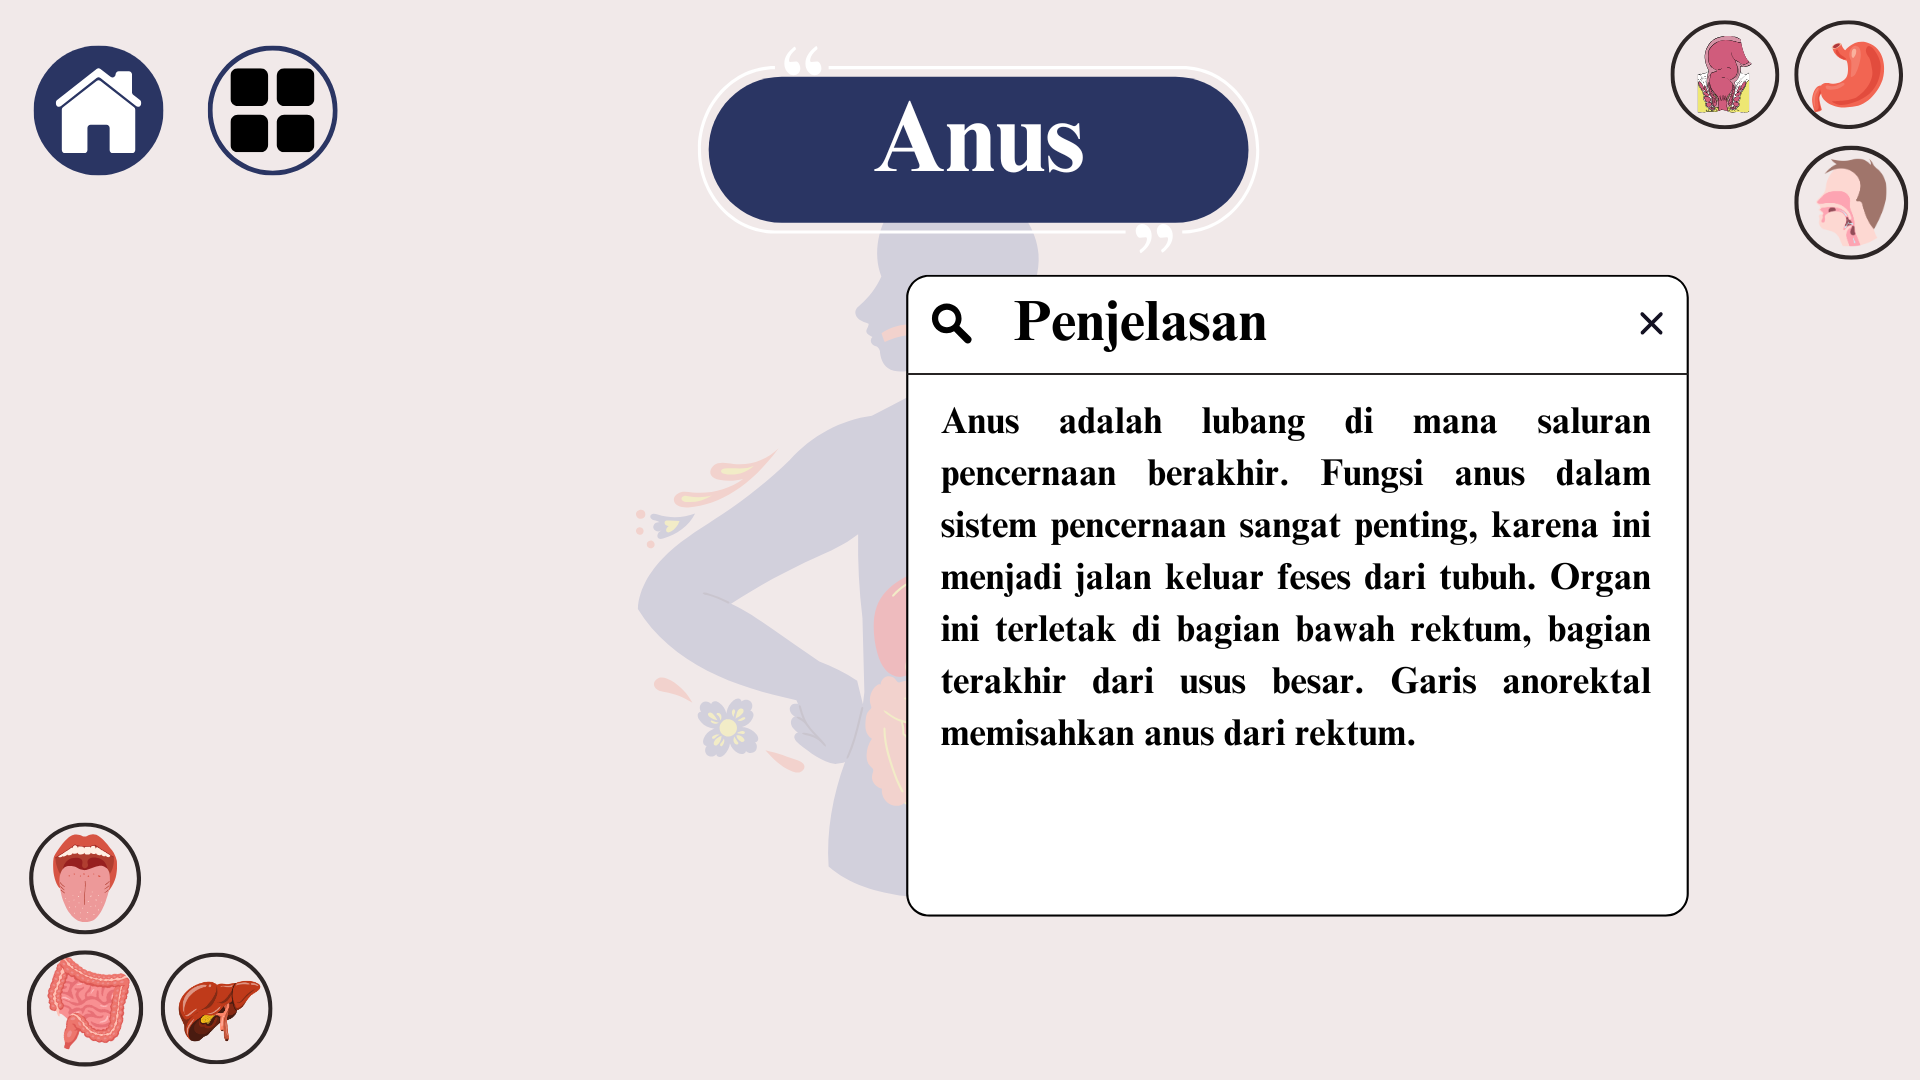 Anus
Penjelasan
Anus adalah lubang di mana saluran
pencernaan berakhir. Fungsi anus dalam
sistem pencernaan sangat penting, karena ini
menjadi jalan keluar feses dari tubuh. Organ
ini terletak di bagian bawah rektum, bagian
terakhir dari usus besar. Garis anorektal
memisahkan anus dari rektum.